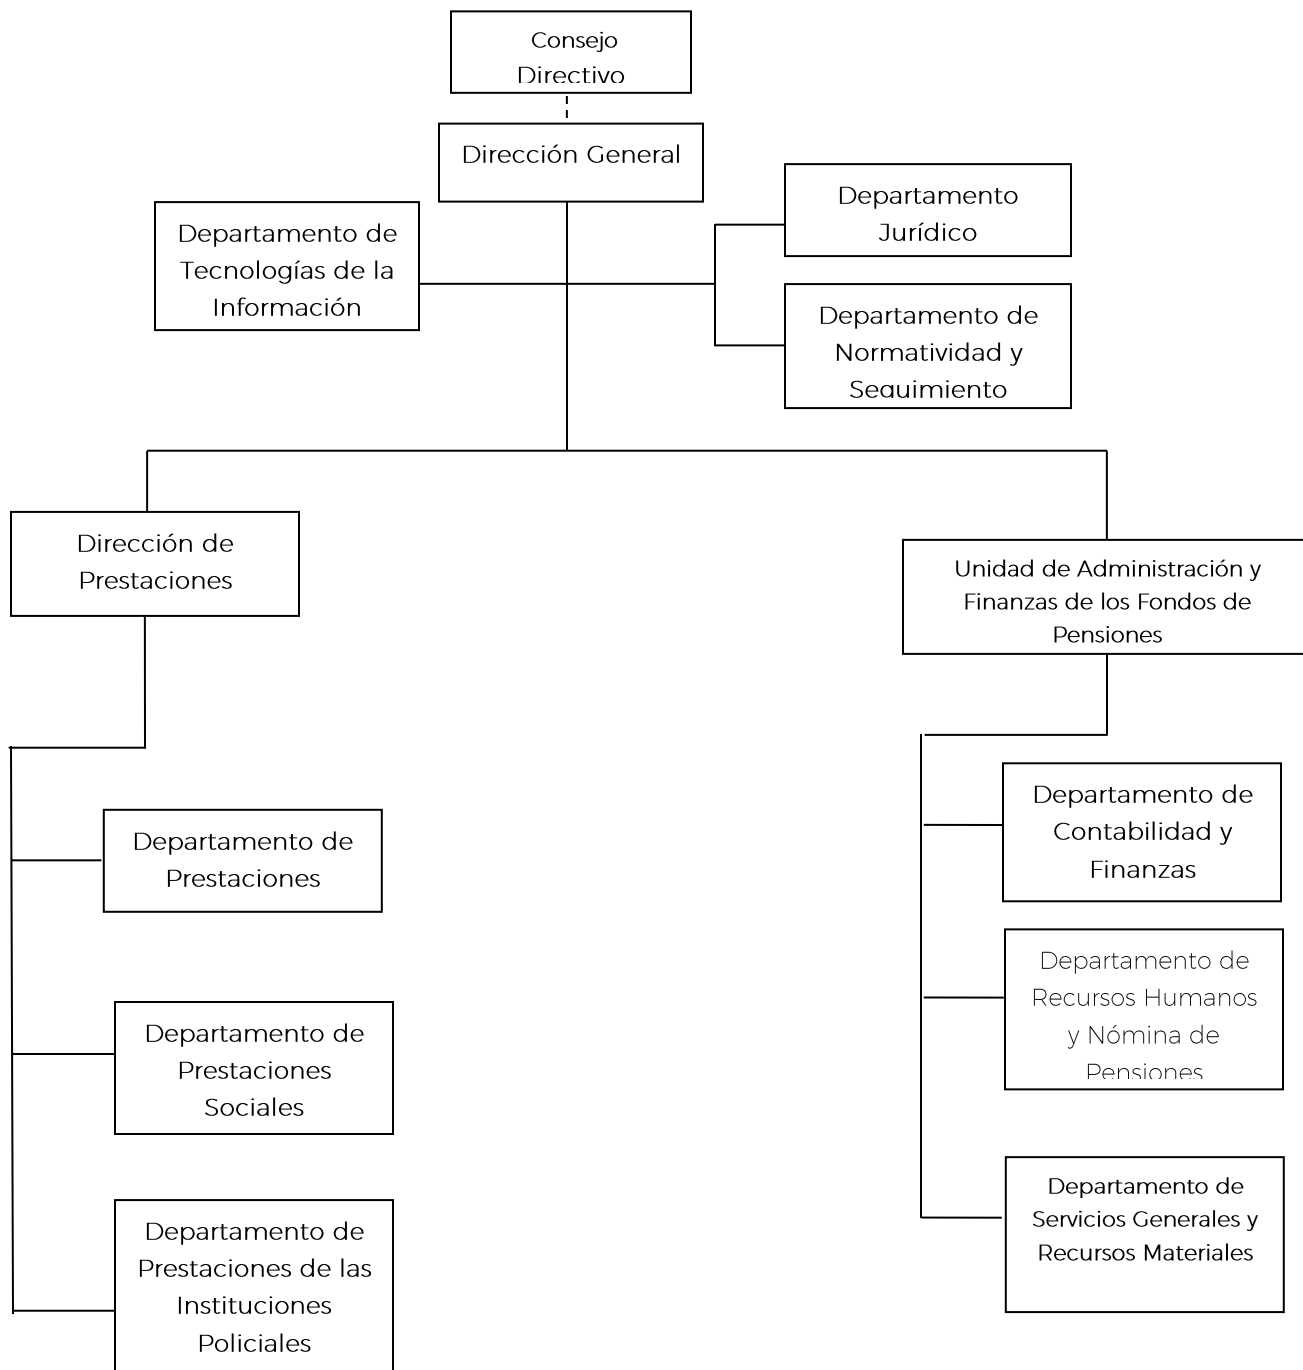 Consejo
Directivo
Dirección General
Departamento
Jurídico
Departamento de
Tecnologías de la
Información
Departamento de
Normatividad y
Seguimiento
Dirección de
Prestaciones
Unidad de Administración y
Finanzas de los Fondos de
Pensiones
Departamento de
Prestaciones
Departamento de
Prestaciones
Sociales
Departamento de
Prestaciones de las
Instituciones
Policiales
Departamento de
Contabilidad y
Finanzas
Departamento de
Recursos Humanos
y Nómina de
Pensiones
Departamento de
Servicios Generales y
Recursos Materiales